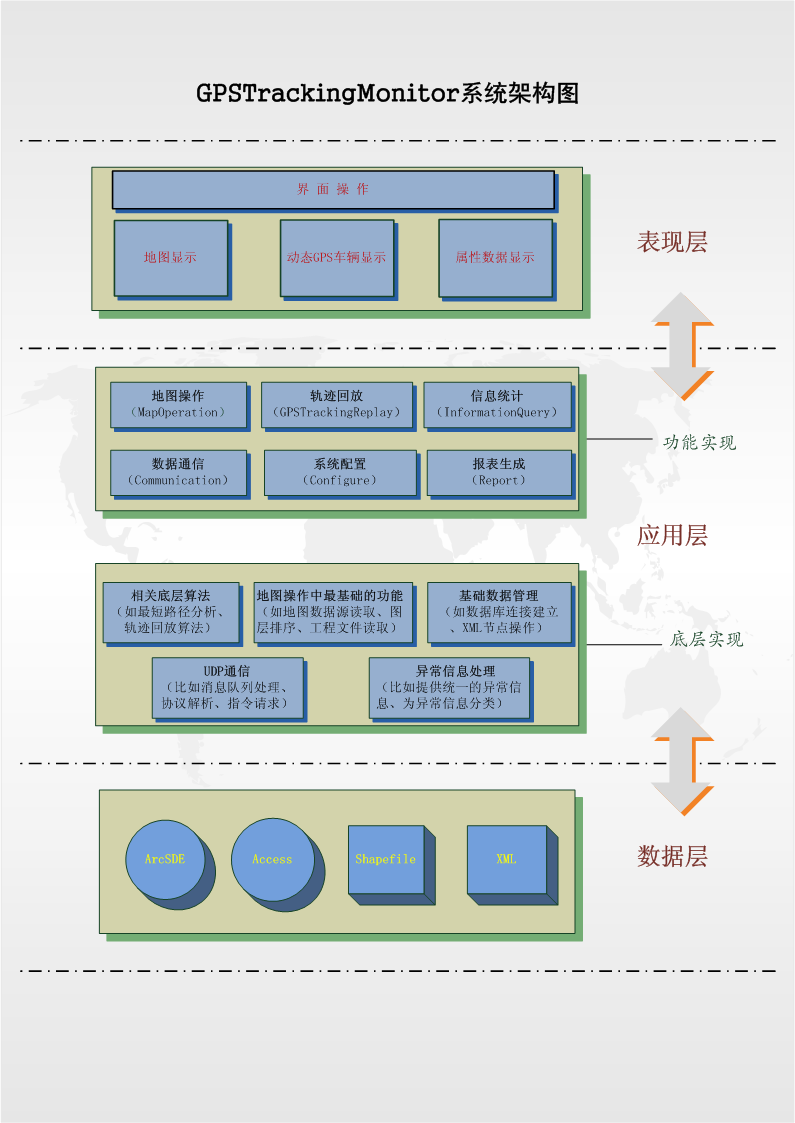 GPSTrackingMonitor系统架构图
界 面 操 作
地图显示
动态GPS车辆显示
属性数据显示
表现层
地图操作
（MapOperation）
轨迹回放
（GPSTrackingReplay）
信息统计
（InformationQuery）
数据通信
（Communication）
系统配置
（Configure）
报表生成
（Report）
功能实现
应用层
相关底层算法
（如最短路径分析、
轨迹回放算法）
地图操作中最基础的功能
（如地图数据源读取、图
层排序、工程文件读取）
基础数据管理
（如数据库连接建立
、XML节点操作）
UDP通信
（比如消息队列处理、
协议解析、指令请求）
异常信息处理
（比如提供统一的异常信
息、为异常信息分类）
底层实现
ArcSDE
Access
Shapefile
XML
数据层